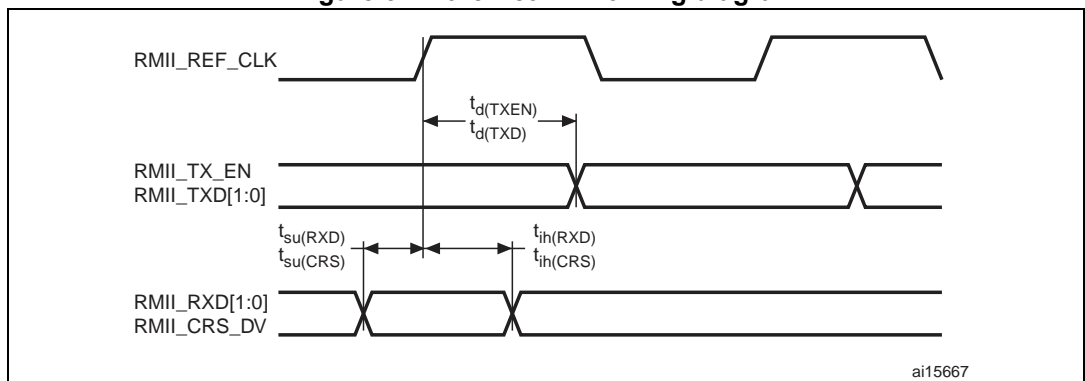 RMII_REF_CLK
td(TXEN)
td(TXD)
RMII_TX_EN
RMII_TXD[1:0]
tsu(RXD)
tsu(CRS)
tih(RXD)
tih(CRS)
RMII_RXD[1:0]
RMII_CRS_DV
ai15667